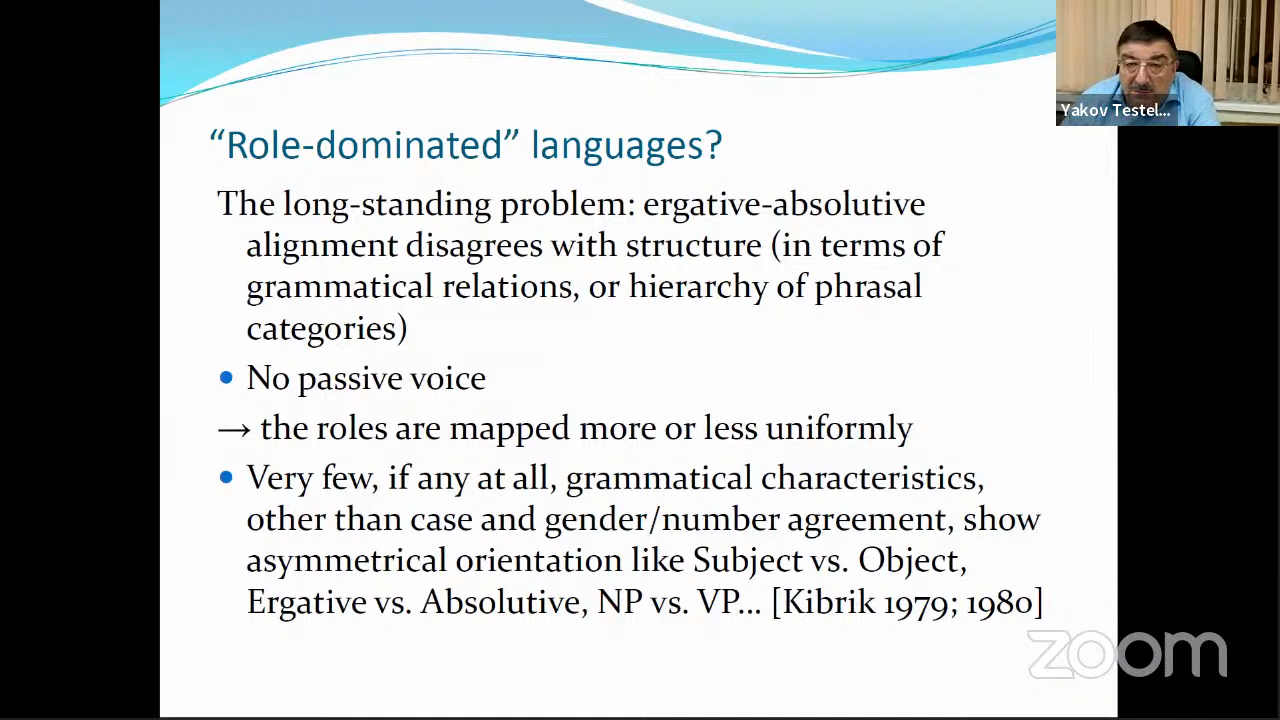 Yakov Testel...
“Role-dominated” languages?
The long-standing problem: ergative-absolutive
alignment disagrees with structure (in terms of
grammatical relations, or hierarchy of phrasal
categories)
• No passive voice
→ the roles are mapped more or less uniformly
• Very few, if any at all, grammatical characteristics,
other than case and gender/number agreement, show
asymmetrical orientation like Subject vs. Object,
Ergative vs. Absolutive, NP vs. VP… [Kibrik 1979; 1980]
zoom